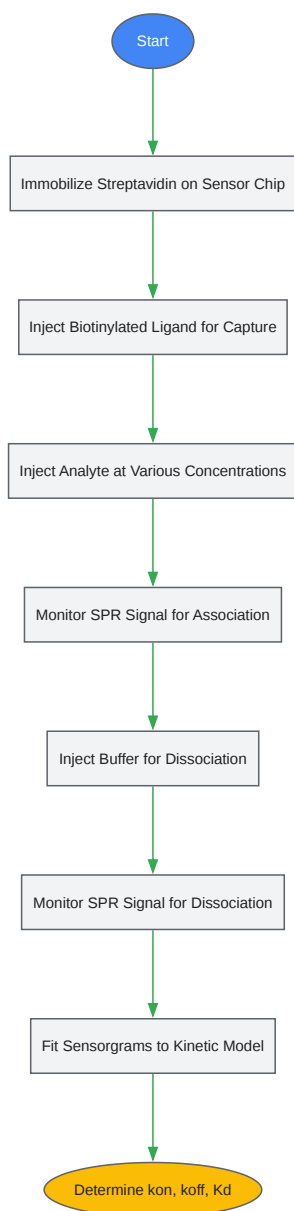 Start
Immobilize Streptavidin on Sensor Chip
Inject Biotinylated Ligand for Capture
Inject Analyte at Various Concentrations
Monitor SPR Signal for Association
Inject Buffer for Dissociation
Monitor SPR Signal for Dissociation
Fit Sensorgrams to Kinetic Model
Determine kon, koff, Kd